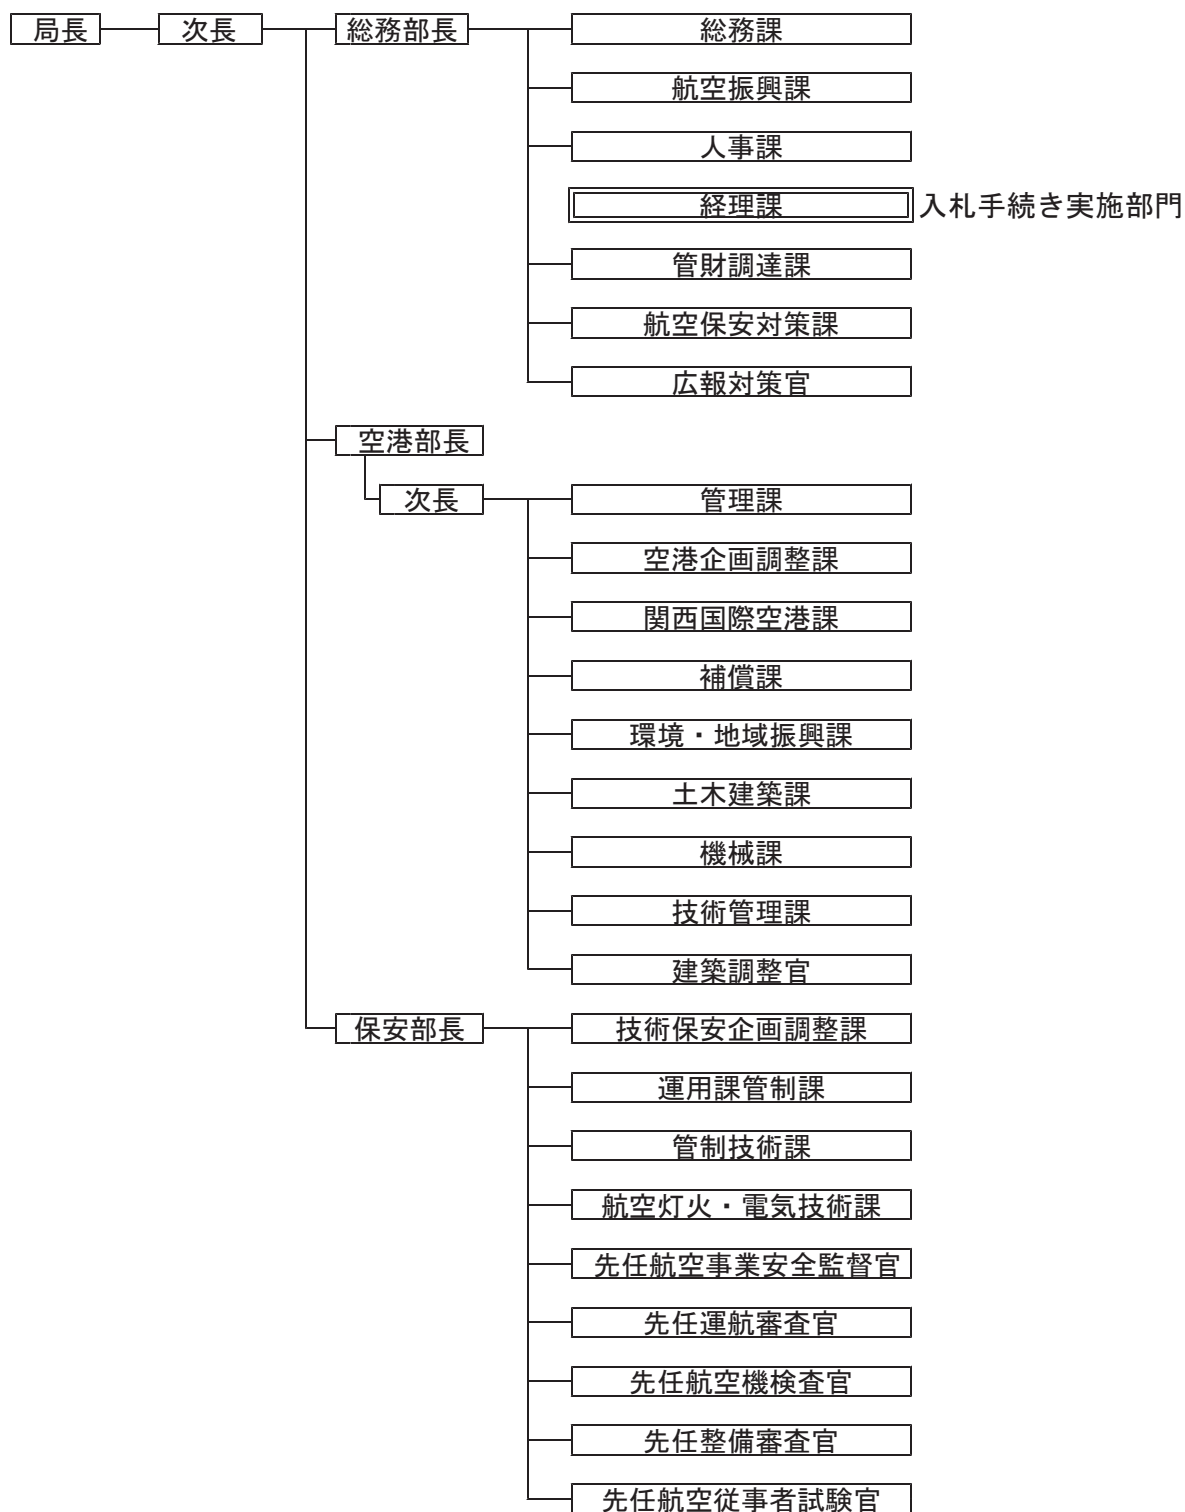 局長 次長 総務部長 総務課
航空振興課
人事課
経理課 入札手続き実施部門
管財調達課
航空保安対策課
広報対策官
空港部長
次長 管理課
空港企画調整課
関西国際空港課
補償課
環境・地域振興課
土木建築課
機械課
技術管理課
建築調整官
保安部長 技術保安企画調整課
運用課管制課
管制技術課
航空灯火・電気技術課
先任航空事業安全監督官
先任運航審査官
先任航空機検査官
先任整備審査官
先任航空従事者試験官